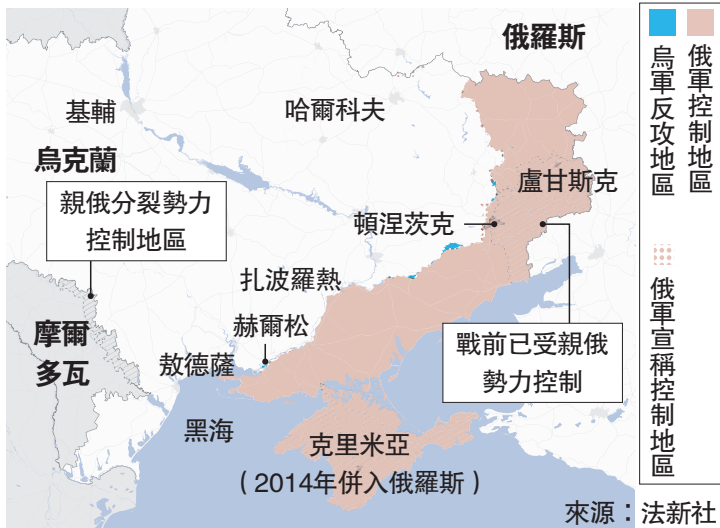 俄羅斯
基輔
哈爾科夫
烏克蘭
親俄分裂勢力
控制地區
盧甘斯克
頓涅茨克
扎波羅熱
赫爾松
摩爾
多瓦
敖德薩
戰前已受親俄
勢力控制
黑海
克里米亞
（2014年併入俄羅斯）
俄軍控制地區
烏軍反攻地區
俄軍宣稱控制地區
來源：法新社